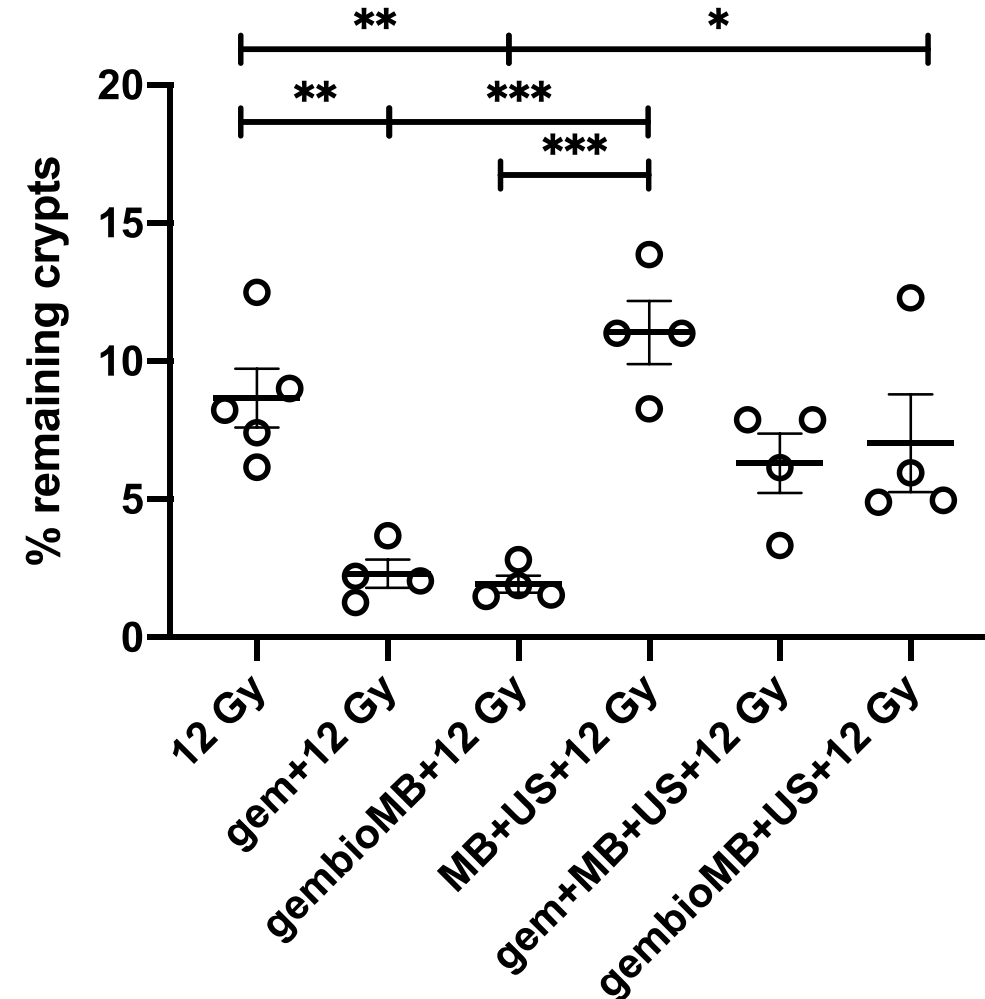 ** *
** ***
***
% remaining crypts
20
15
10
5
0
12 Gy
gem+12 Gy
gembioMB+12 Gy
MB+US+12 Gy
gem+MB+US+12 Gy
gembioMB+US+12 Gy